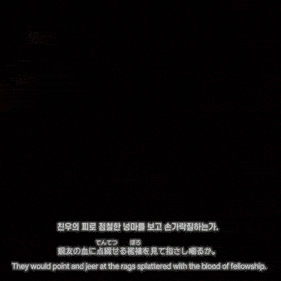 친우의 피로 점철한 넝마를 보고 손가락질하는가.
てんてつ ぼろ
親友の血に点綴せる襤褸を見て指さし嘲るか。
They would point and jeer at the rags splattered with the blood of fellowship.